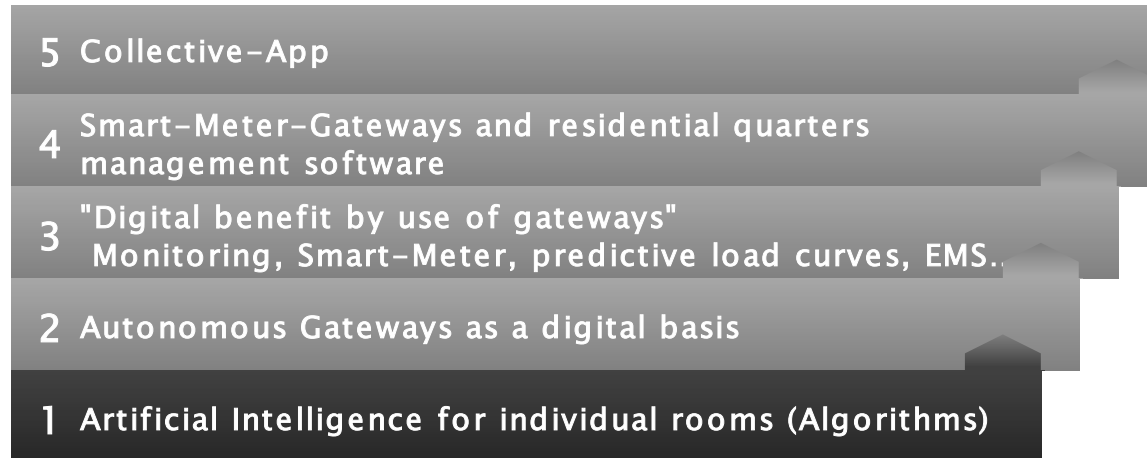 5 Collective-App
4 Smart-Meter-Gateways and residential quarters
management software
3 "Digital benefit by use of gateways"
Monitoring, Smart-Meter, predictive load curves, EMS..
2 Autonomous Gateways as a digital basis
1 Artificial Intelligence for individual rooms (Algorithms)